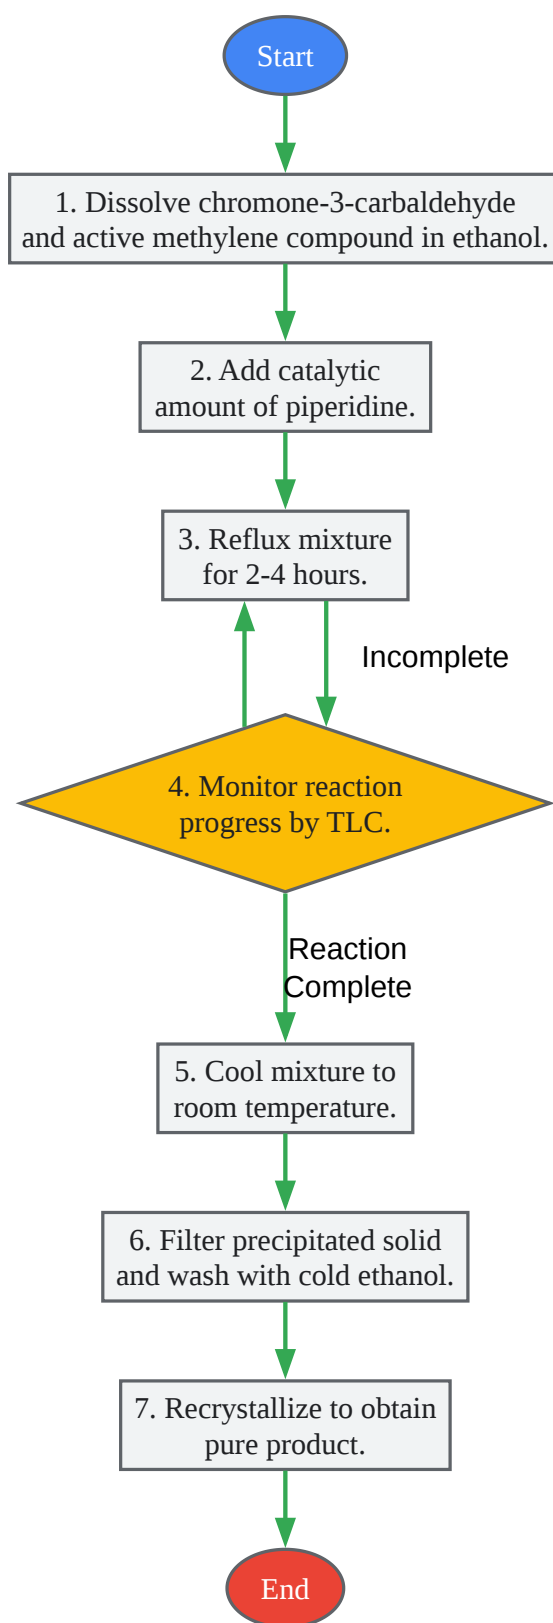 Start
1. Dissolve chromone-3-carbaldehyde
and active methylene compound in ethanol.
2. Add catalytic
amount of piperidine.
3. Reflux mixture
for 2-4 hours.
Incomplete
4. Monitor reaction
progress by TLC.
Reaction
Complete
5. Cool mixture to
room temperature.
6. Filter precipitated solid
and wash with cold ethanol.
7. Recrystallize to obtain
pure product.
End